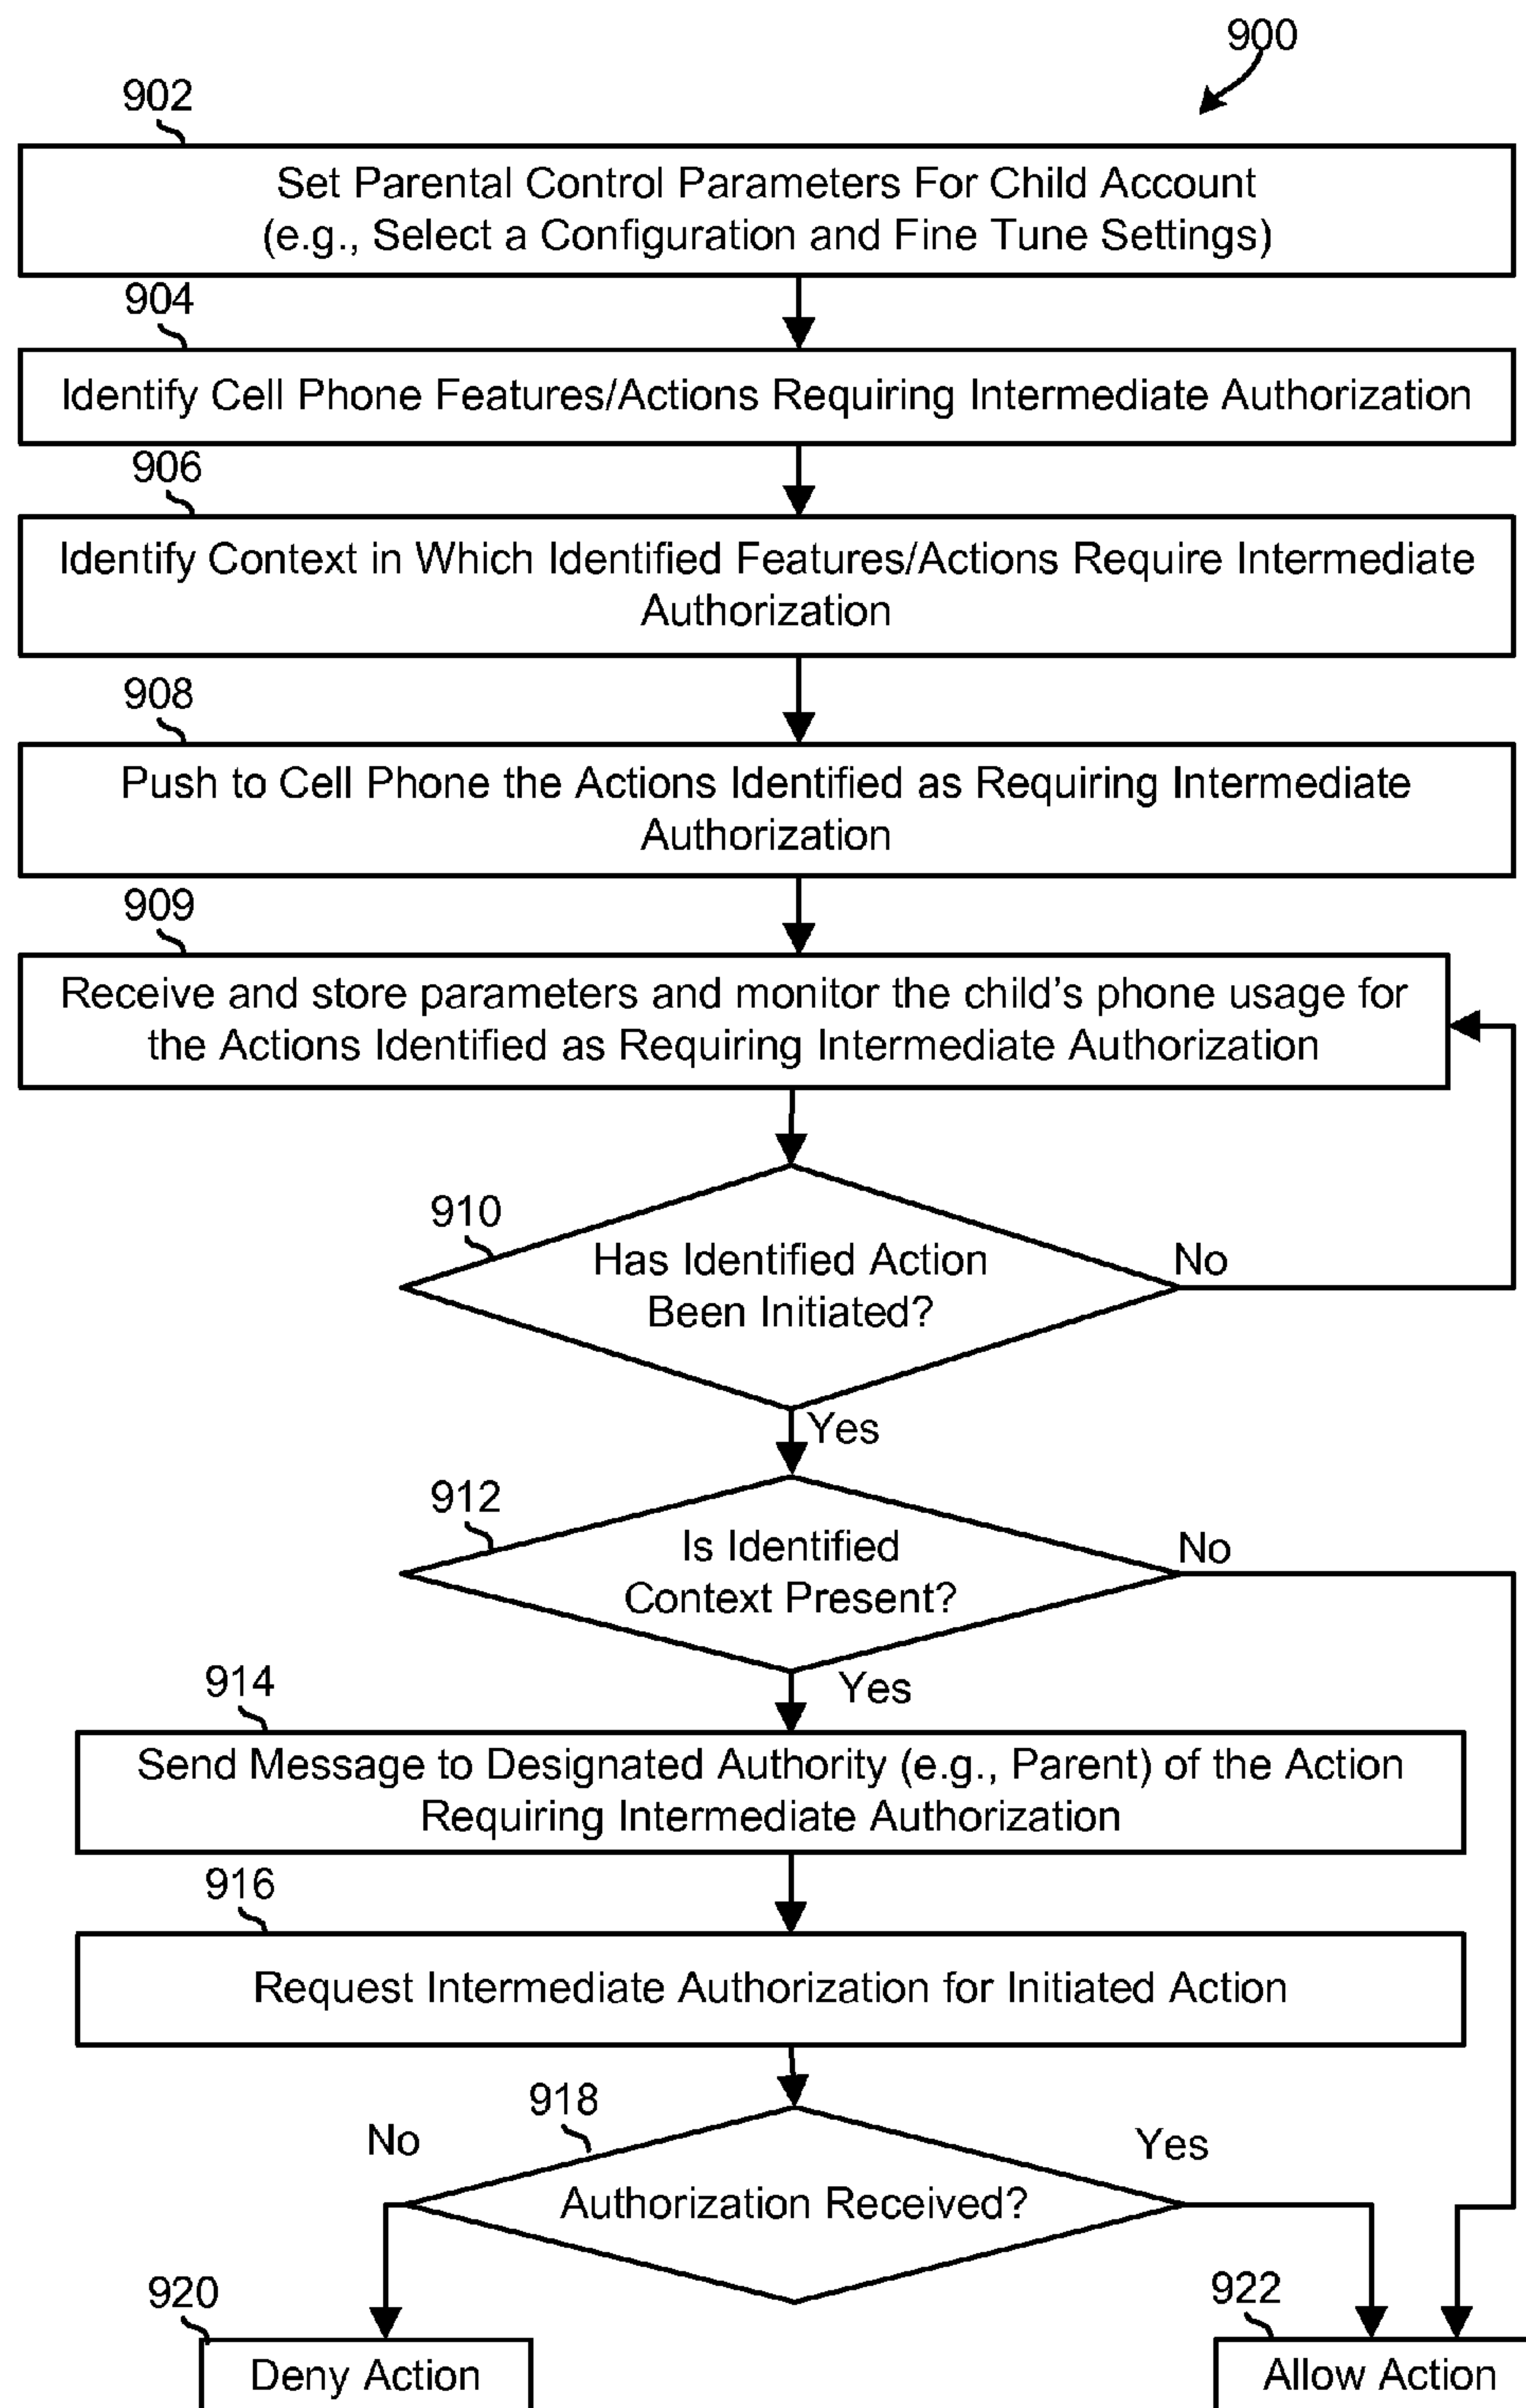 900
902
Set Parental Control Parameters For Child Account
(e.g., Select a Configuration and Fine Tune Settings)
904
Identify Cell Phone Features/Actions Requiring Intermediate Authorization
906
Identify Context in Which Identified Features/Actions Require Intermediate
Authorization
908
Push to Cell Phone the Actions Identified as Requiring Intermediate
Authorization
909
Receive and store parameters and monitor the child's phone usage for
the Actions Identified as Requiring Intermediate Authorization
910
Has Identified Action
Been Initiated?
No
Yes
912
Is Identified
Context Present?
No
Yes
914
Send Message to Designated Authority (e.g., Parent) of the Action
Requiring Intermediate Authorization
916
Request Intermediate Authorization for Initiated Action
918
No
Yes
Authorization Received?
920
922
Deny Action
Allow Action